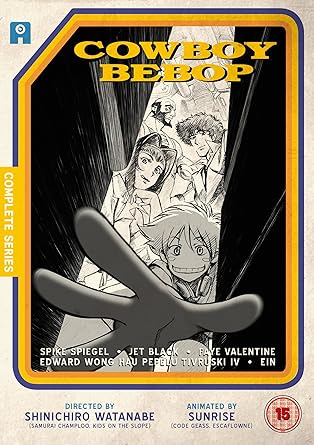 COWBOY
BEBOP
COMPLETE SERIES
SPIKE SPIEGEL • JET BLACK • FAYE VALENTINE
EDWARD WONG HAU PEPELU TIVRUSKI IV • EIN
DIRECTED BY
SHINICHIRO WATANABE
(SAMURAI CHAMPLOO, KIDS ON THE SLOPE)
ANIMATED BY
SUNRISE
(CODE GEASS, ESCAFLOWNE)
15